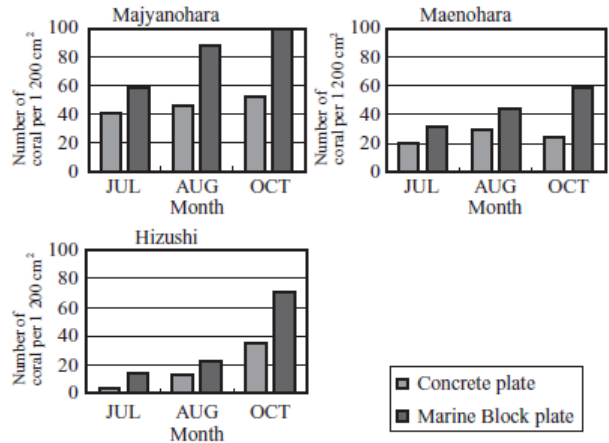 Majyanohara
Number of
coral per 1 200 cm²
100
80
60
40
20
0
JUL AUG OCT
Month
Maenohara
Number of
coral per 1 200 cm²
100
80
60
40
20
0
JUL AUG OCT
Month
Hizushi
Number of
coral per 1 200 cm²
100
80
60
40
20
0
JUL AUG OCT
Month
Concrete plate
Marine Block plate